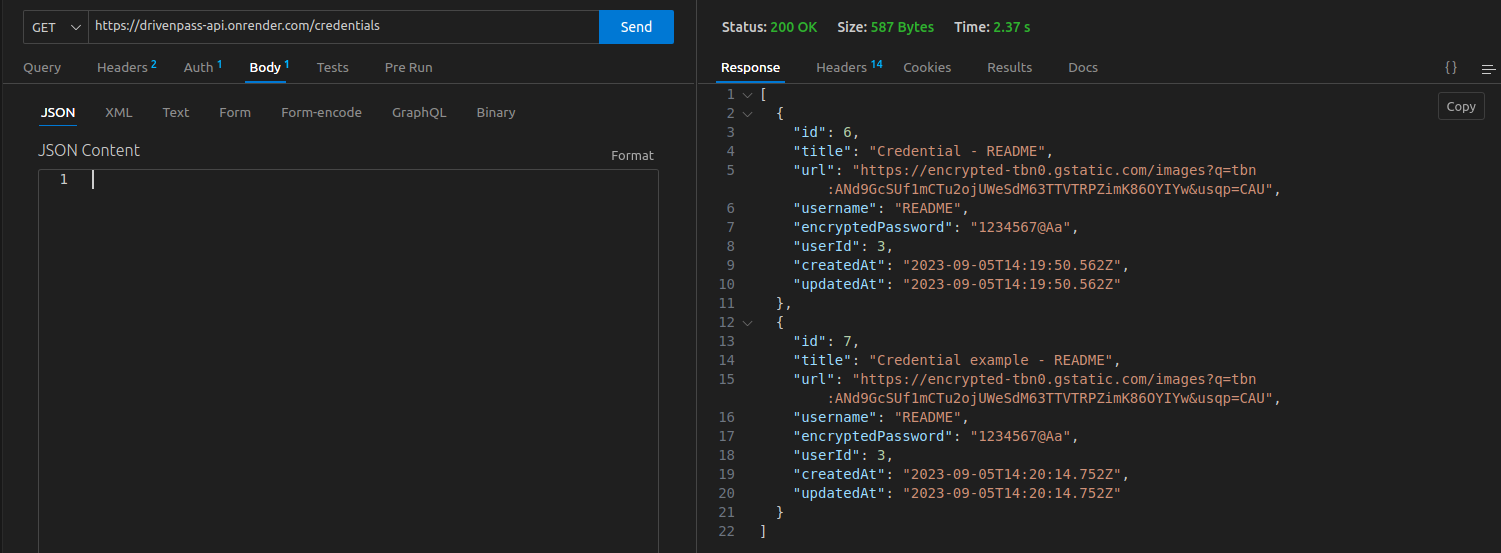 GET https://drivenpass-api.onrender.com/credentials Send
Query Headers 2 Auth 1 Body 1 Tests Pre Run
JSON XML Text Form Form-encode GraphQL Binary
JSON Content
Format
1
Status: 200 OK Size: 587 Bytes Time: 2.37 s
Response Headers 14 Cookies Results Docs {}
Copy
1 [
2 {
3 "id": 6,
4 "title": "Credential - README",
5 "url": "https://encrypted-tbn0.gstatic.com/images?q=tbn
:ANd9GcSUf1mCTu2ojUWeSdM63TTVTRPZimK86OYIYw&usqp=CAU",
6 "username": "README",
7 "encryptedPassword": "1234567@Aa",
8 "userId": 3,
9 "createdAt": "2023-09-05T14:19:50.562Z",
10 "updatedAt": "2023-09-05T14:19:50.562Z"
11 },
12 {
13 "id": 7,
14 "title": "Credential example - README",
15 "url": "https://encrypted-tbn0.gstatic.com/images?q=tbn
:ANd9GcSUf1mCTu2ojUWeSdM63TTVTRPZimK86OYIYw&usqp=CAU",
16 "username": "README",
17 "encryptedPassword": "1234567@Aa",
18 "userId": 3,
19 "createdAt": "2023-09-05T14:20:14.752Z",
20 "updatedAt": "2023-09-05T14:20:14.752Z"
21 }
22 ]